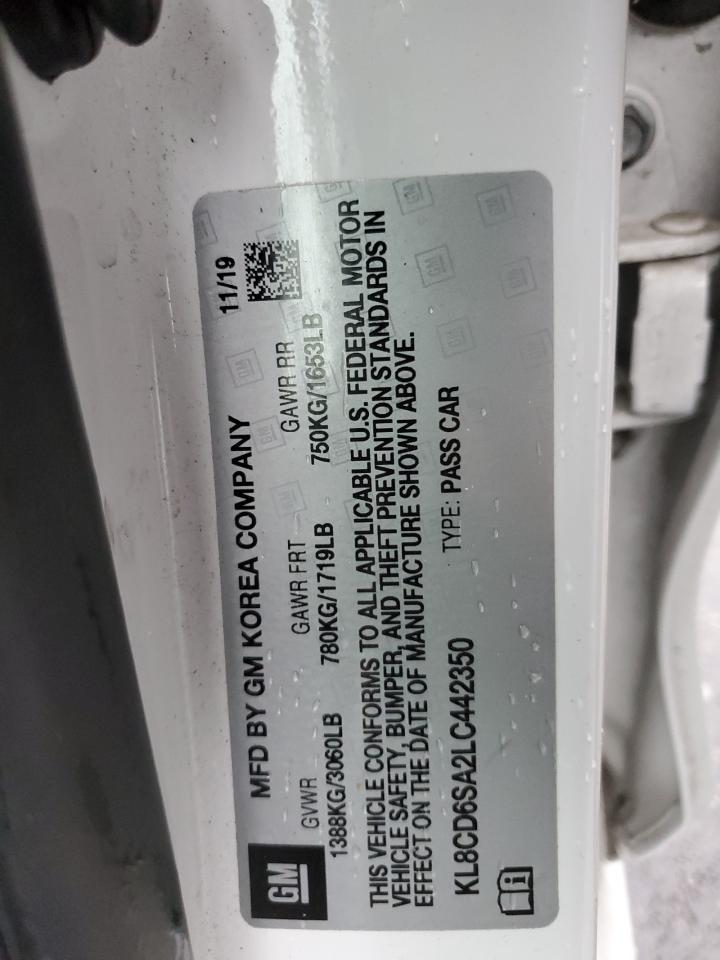 GM
MFD BY GM KOREA COMPANY 11/19
GVWR GAWR FRT GAWR RR
1388KG/3060LB 780KG/1719LB 750KG/1653LB
THIS VEHICLE CONFORMS TO ALL APPLICABLE U.S. FEDERAL MOTOR
VEHICLE SAFETY, BUMPER, AND THEFT PREVENTION STANDARDS IN
EFFECT ON THE DATE OF MANUFACTURE SHOWN ABOVE.
KL8CD6SA2LC442350 TYPE: PASS CAR